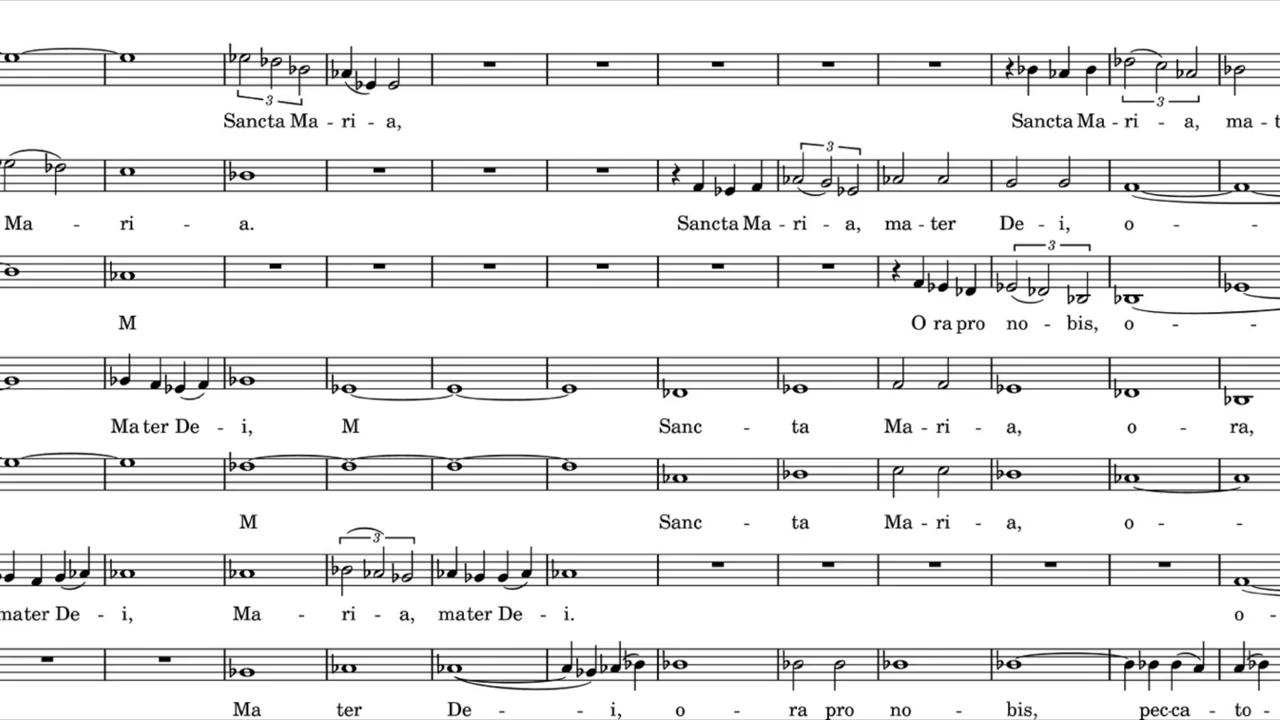 Sancta Ma - ri - a, Sancta Ma - ri - a, ma -
Ma - ri - a. Sancta Ma - ri - a, ma - ter De - i, o - -
M O ra pro no - bis, o - -
Ma ter De - i, M Sanc - ta Ma - ri - a, o - ra,
M Sanc - ta Ma - ri - a, o - -
mater De - i, Ma - ri - a, mater De - i. o -
Ma ter De - - i, o - ra pro no - bis, pec-ca - to -